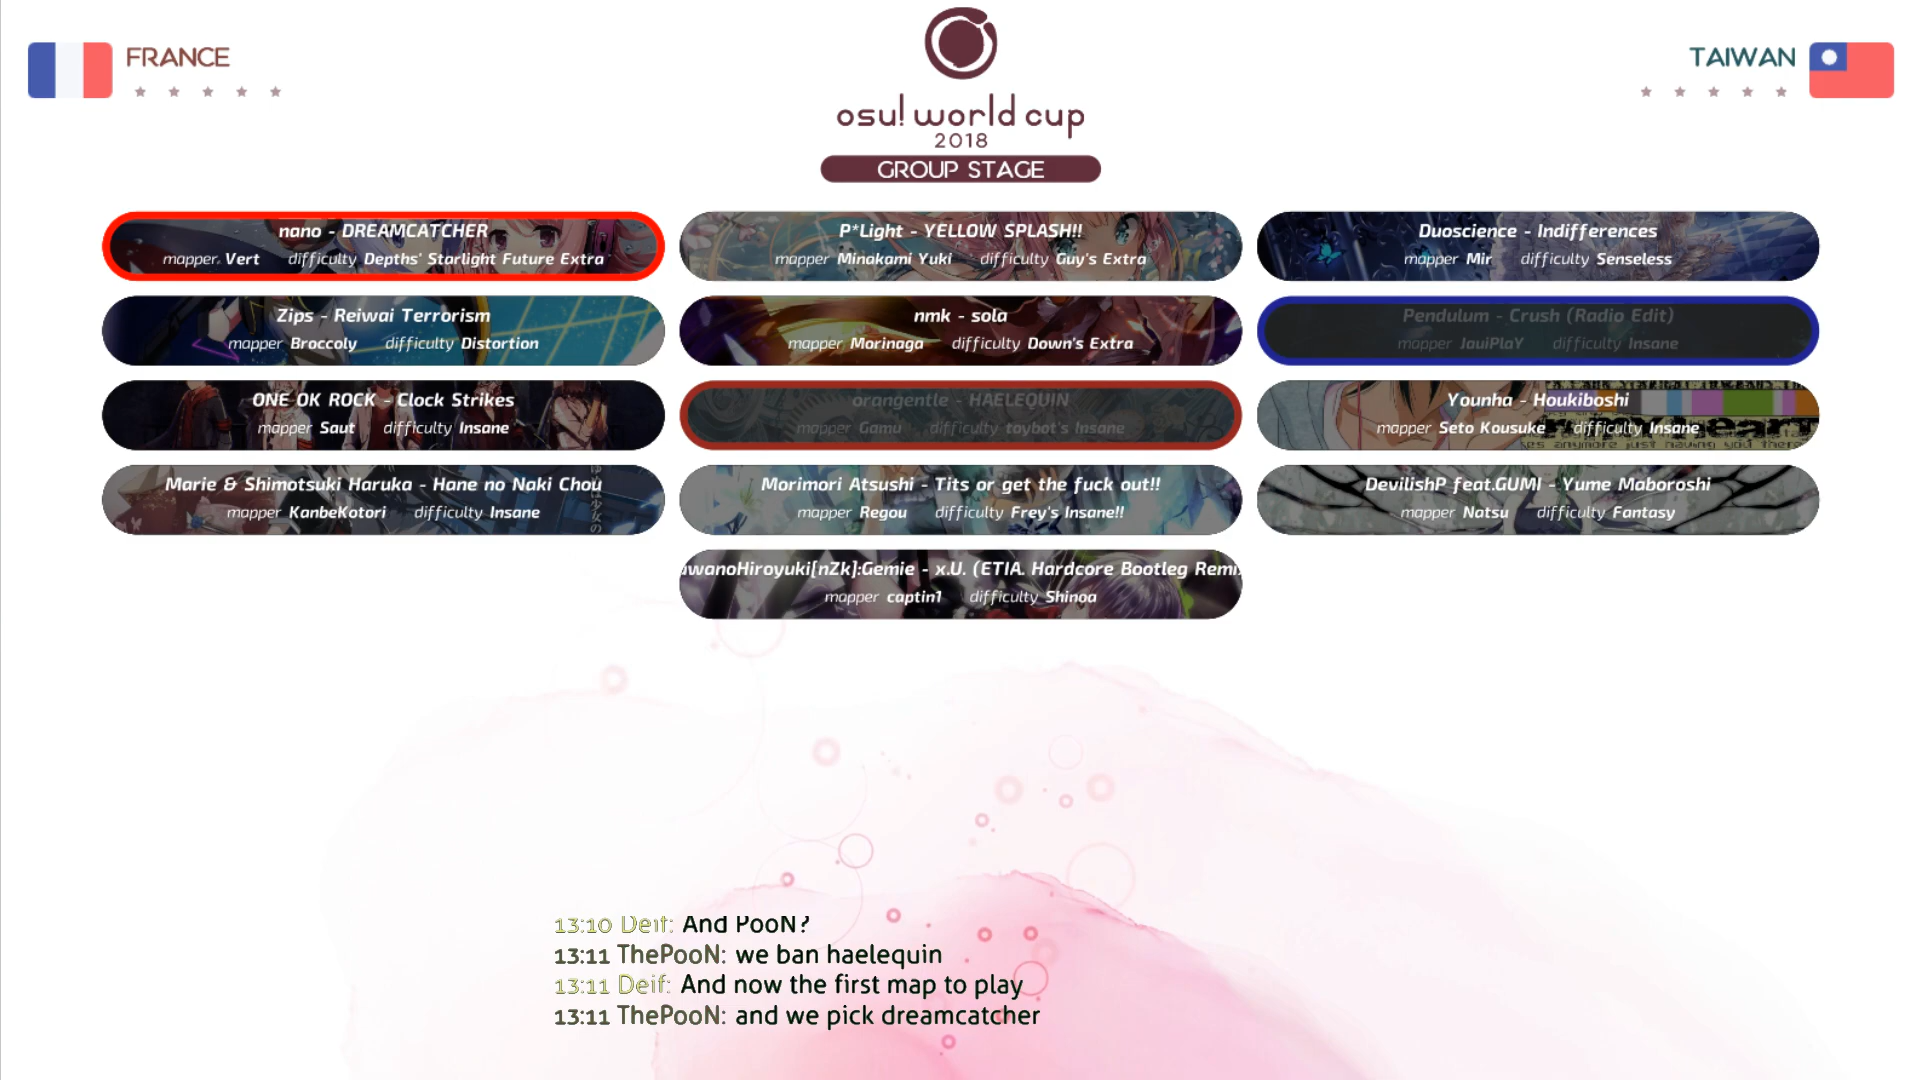 FRANCE
TAIWAN
osu! world cup
2018
GROUP STAGE
nano - DREAMCATCHER
mapper Vert difficulty Depths' Starlight Future Extra
P*Light - YELLOW SPLASH!!
mapper Minakami Yuki difficulty Guy's Extra
Duoscience - Indifferences
mapper Mir difficulty Senseless
Zips - Reiwai Terrorism
mapper Broccoly difficulty Distortion
nmk - sola
mapper Morinaga difficulty Down's Extra
Pendulum - Crush (Radio Edit)
mapper JauiPlaY difficulty Insane
ONE OK ROCK - Clock Strikes
mapper Saut difficulty Insane
orangentle - HAELEQUIN
mapper Gamu difficulty toybot's Insane
Younha - Houkiboshi
mapper Seto Kousuke difficulty Insane
Marie & Shimotsuki Haruka - Hane no Naki Chou
mapper KanbeKotori difficulty Insane
Morimori Atsushi - Tits or get the fuck out!!
mapper Regou difficulty Frey's Insane!!
DevilishP feat.GUMI - Yume Maboroshi
mapper Natsu difficulty Fantasy
wanoHiroyuki[nZk]:Gemie - x.U. (ETIA. Hardcore Bootleg Remi
mapper captin1 difficulty Shinoa
13:10 Deif: And PooN?
13:11 ThePooN: we ban haelequin
13:11 Deif: And now the first map to play
13:11 ThePooN: and we pick dreamcatcher